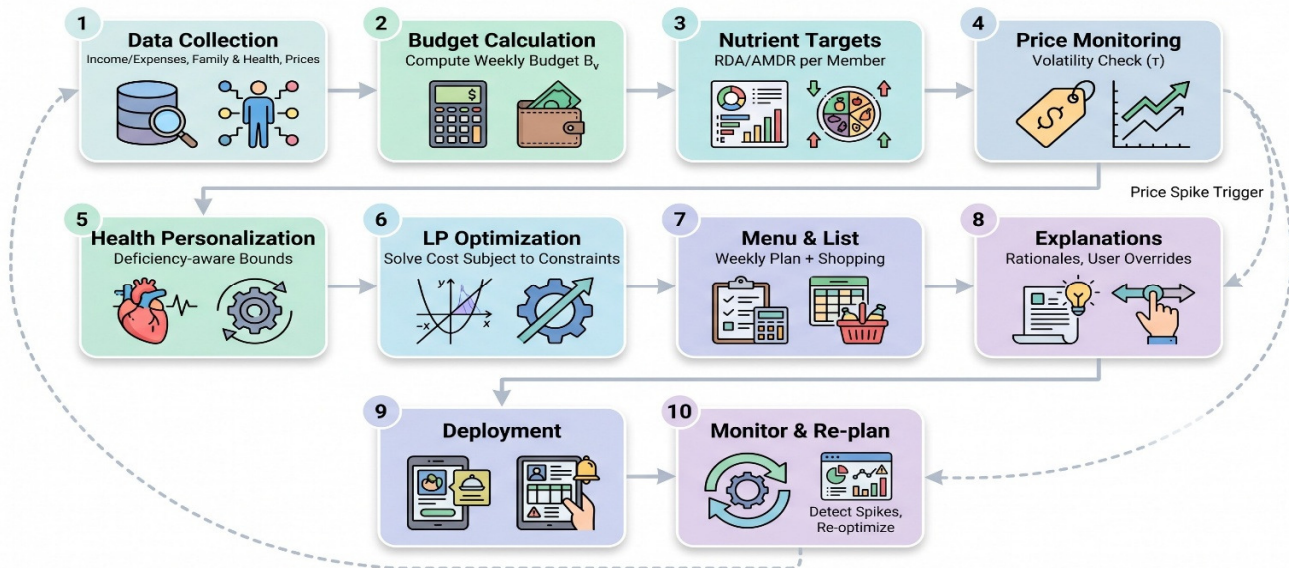 1
Data Collection
Income/Expenses, Family & Health, Prices
2
Budget Calculation
Compute Weekly Budget Bᵥ
$
3
Nutrient Targets
RDA/AMDR per Member
4
Price Monitoring
Volatility Check (τ)
$
Price Spike Trigger
5
Health Personalization
Deficiency-aware Bounds
6
LP Optimization
Solve Cost Subject to Constraints
y
-x
x
7
Menu & List
Weekly Plan + Shopping
8
Explanations
Rationales, User Overrides
9
Deployment
10
Monitor & Re-plan
Detect Spikes,
Re-optimize